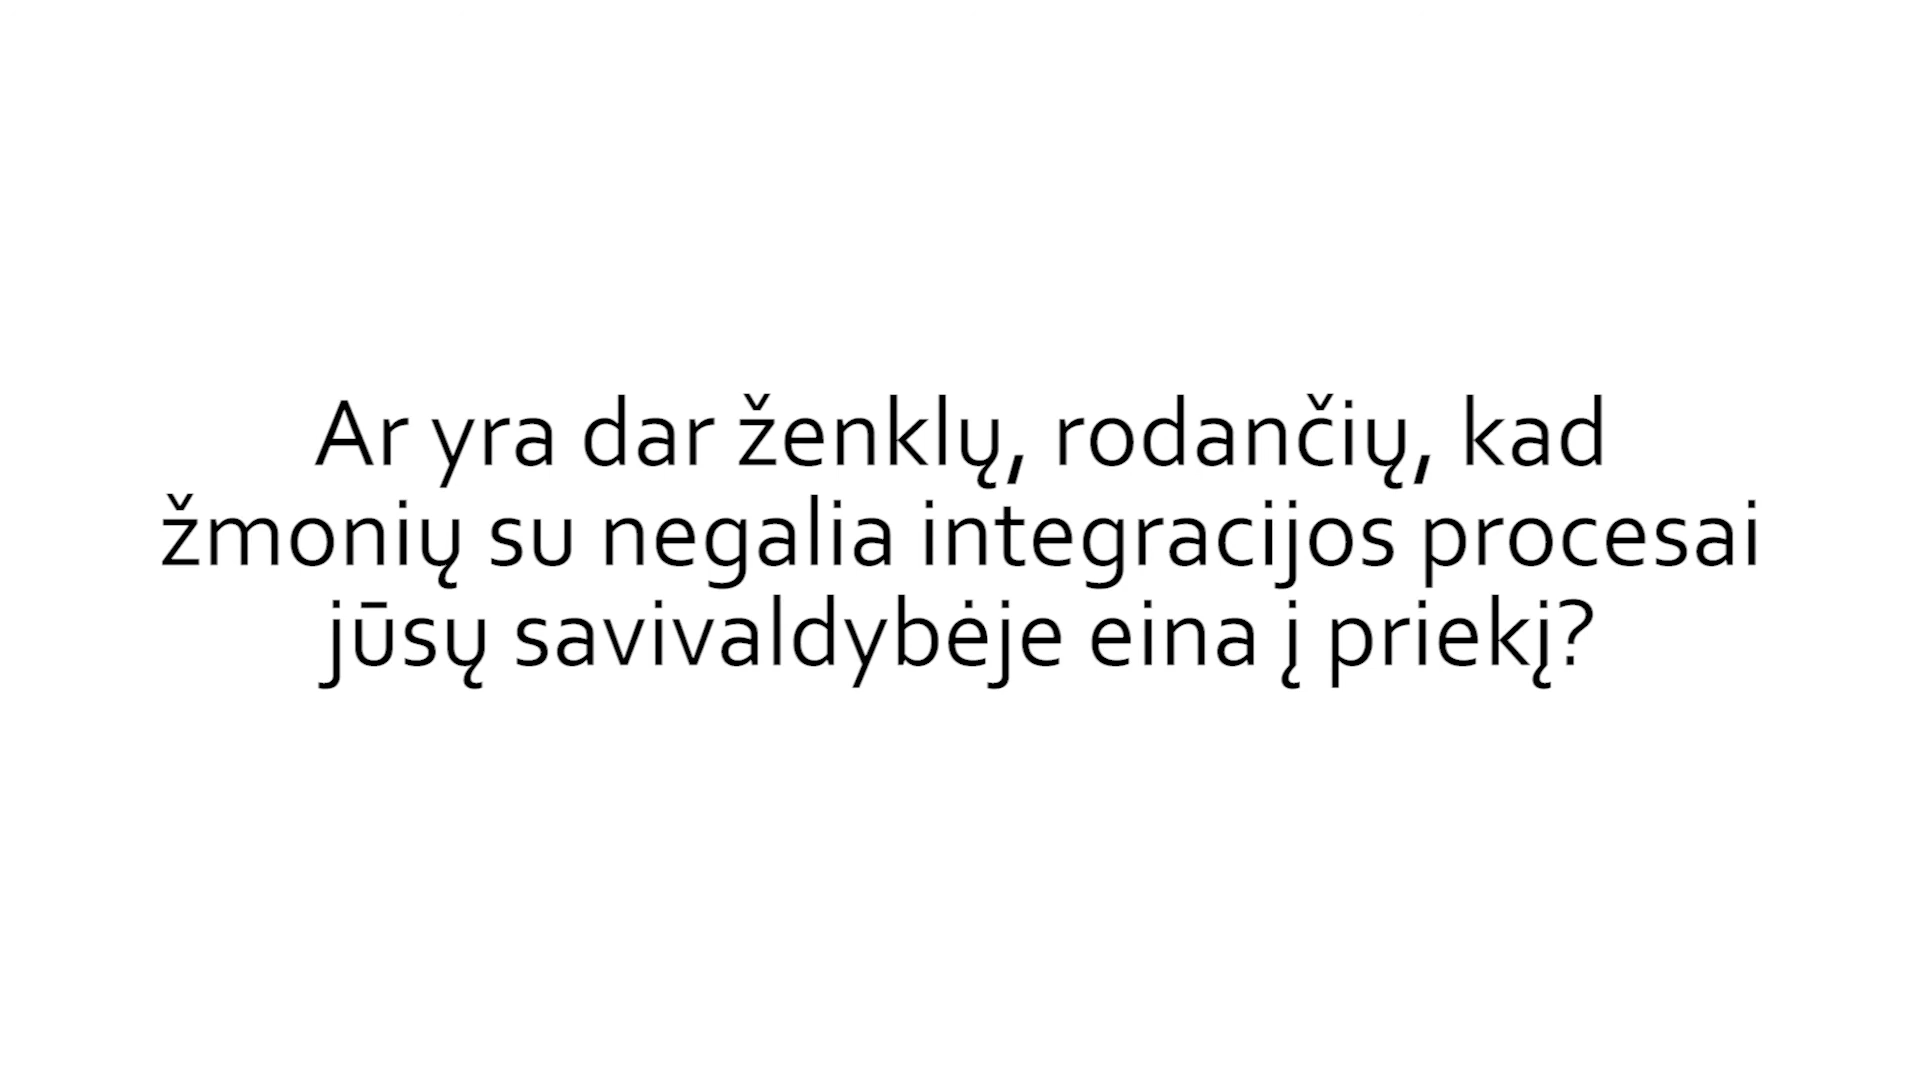 Ar yra dar ženklų, rodančių, kad
žmonių su negalia integracijos procesai
jūsų savivaldybėje eina į priekį?